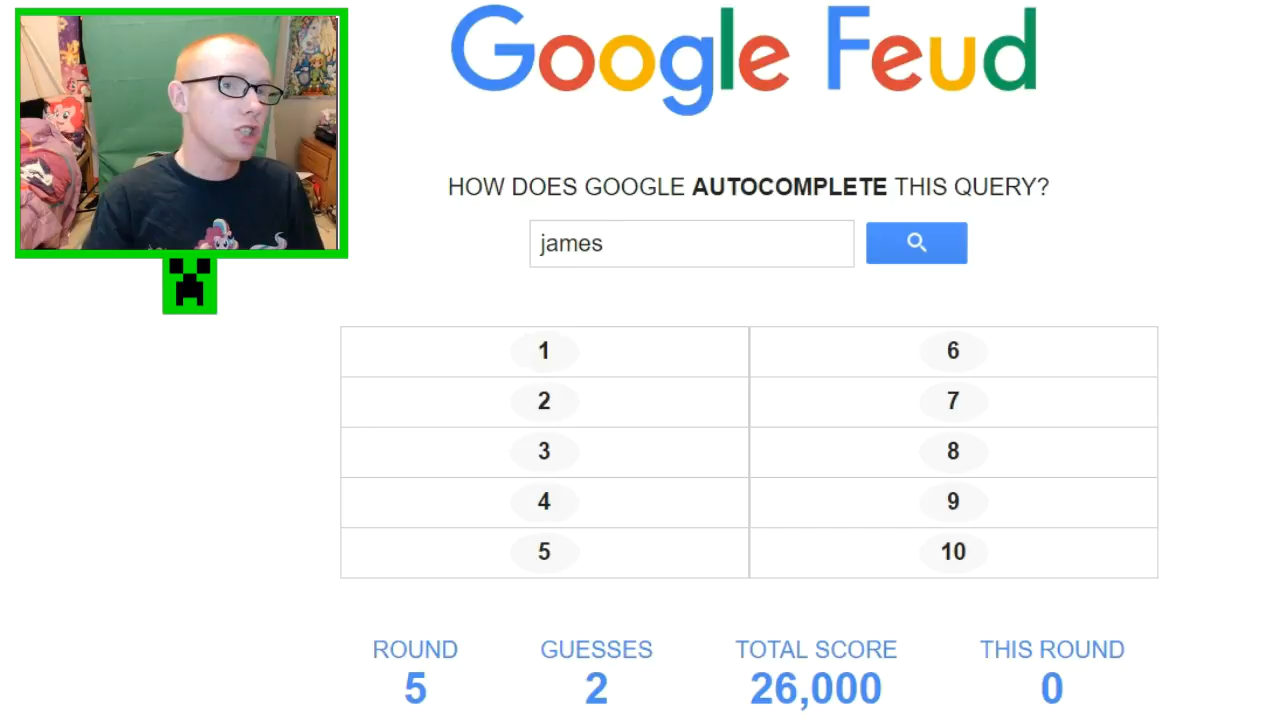 Google Feud
HOW DOES GOOGLE AUTOCOMPLETE THIS QUERY?
james
1 6
2 7
3 8
4 9
5 10
ROUND GUESSES TOTAL SCORE THIS ROUND
5 2 26,000 0